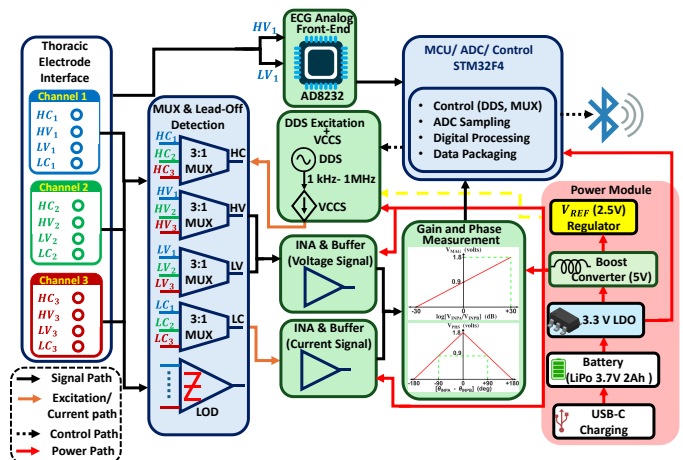 Thoracic
Electrode
Interface
Channel 1
HC1
HV1
LV1
LC1
Channel 2
HC2
HV2
LV2
LC2
Channel 3
HC3
HV3
LV3
LC3
Signal Path
Excitation/
Current path
Control Path
Power Path
MUX & Lead-Off
Detection
HC1
HC2
HC3
3:1
MUX
HC
HV1
HV2
HV3
3:1
MUX
HV
LV1
LV2
LV3
3:1
MUX
LV
LC1
LC2
LC3
3:1
MUX
LC
LOD
HV1
LV1
ECG Analog
Front-End
AD8232
DDS Excitation
+
VCCS
DDS
1 kHz- 1MHz
VCCS
INA & Buffer
(Voltage Signal)
INA & Buffer
(Current Signal)
MCU/ ADC/ Control
STM32F4
• Control (DDS, MUX)
• ADC Sampling
• Digital Processing
• Data Packaging
Gain and Phase
Measurement
VMAG (volts)
1.8
0.9
-30
+30
log[VINPA/VINPB] (dB)
VPHS (volts)
1.8
0.9
-180
-90
0
+90
+180
(deg)
Power Module
VREF (2.5V)
Regulator
Boost
Converter (5V)
3.3 V LDO
Battery
(LiPo 3.7V 2Ah )
USB-C
Charging